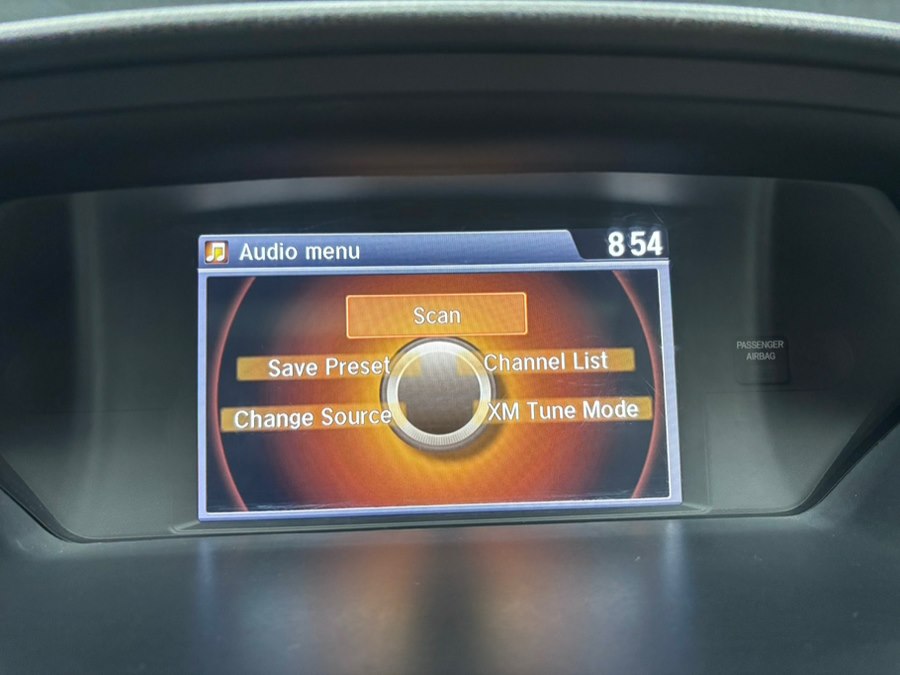 Audio menu
8:54
Scan
Save Preset
Channel List
Change Source
XM Tune Mode
PASSENGER
AIRBAG